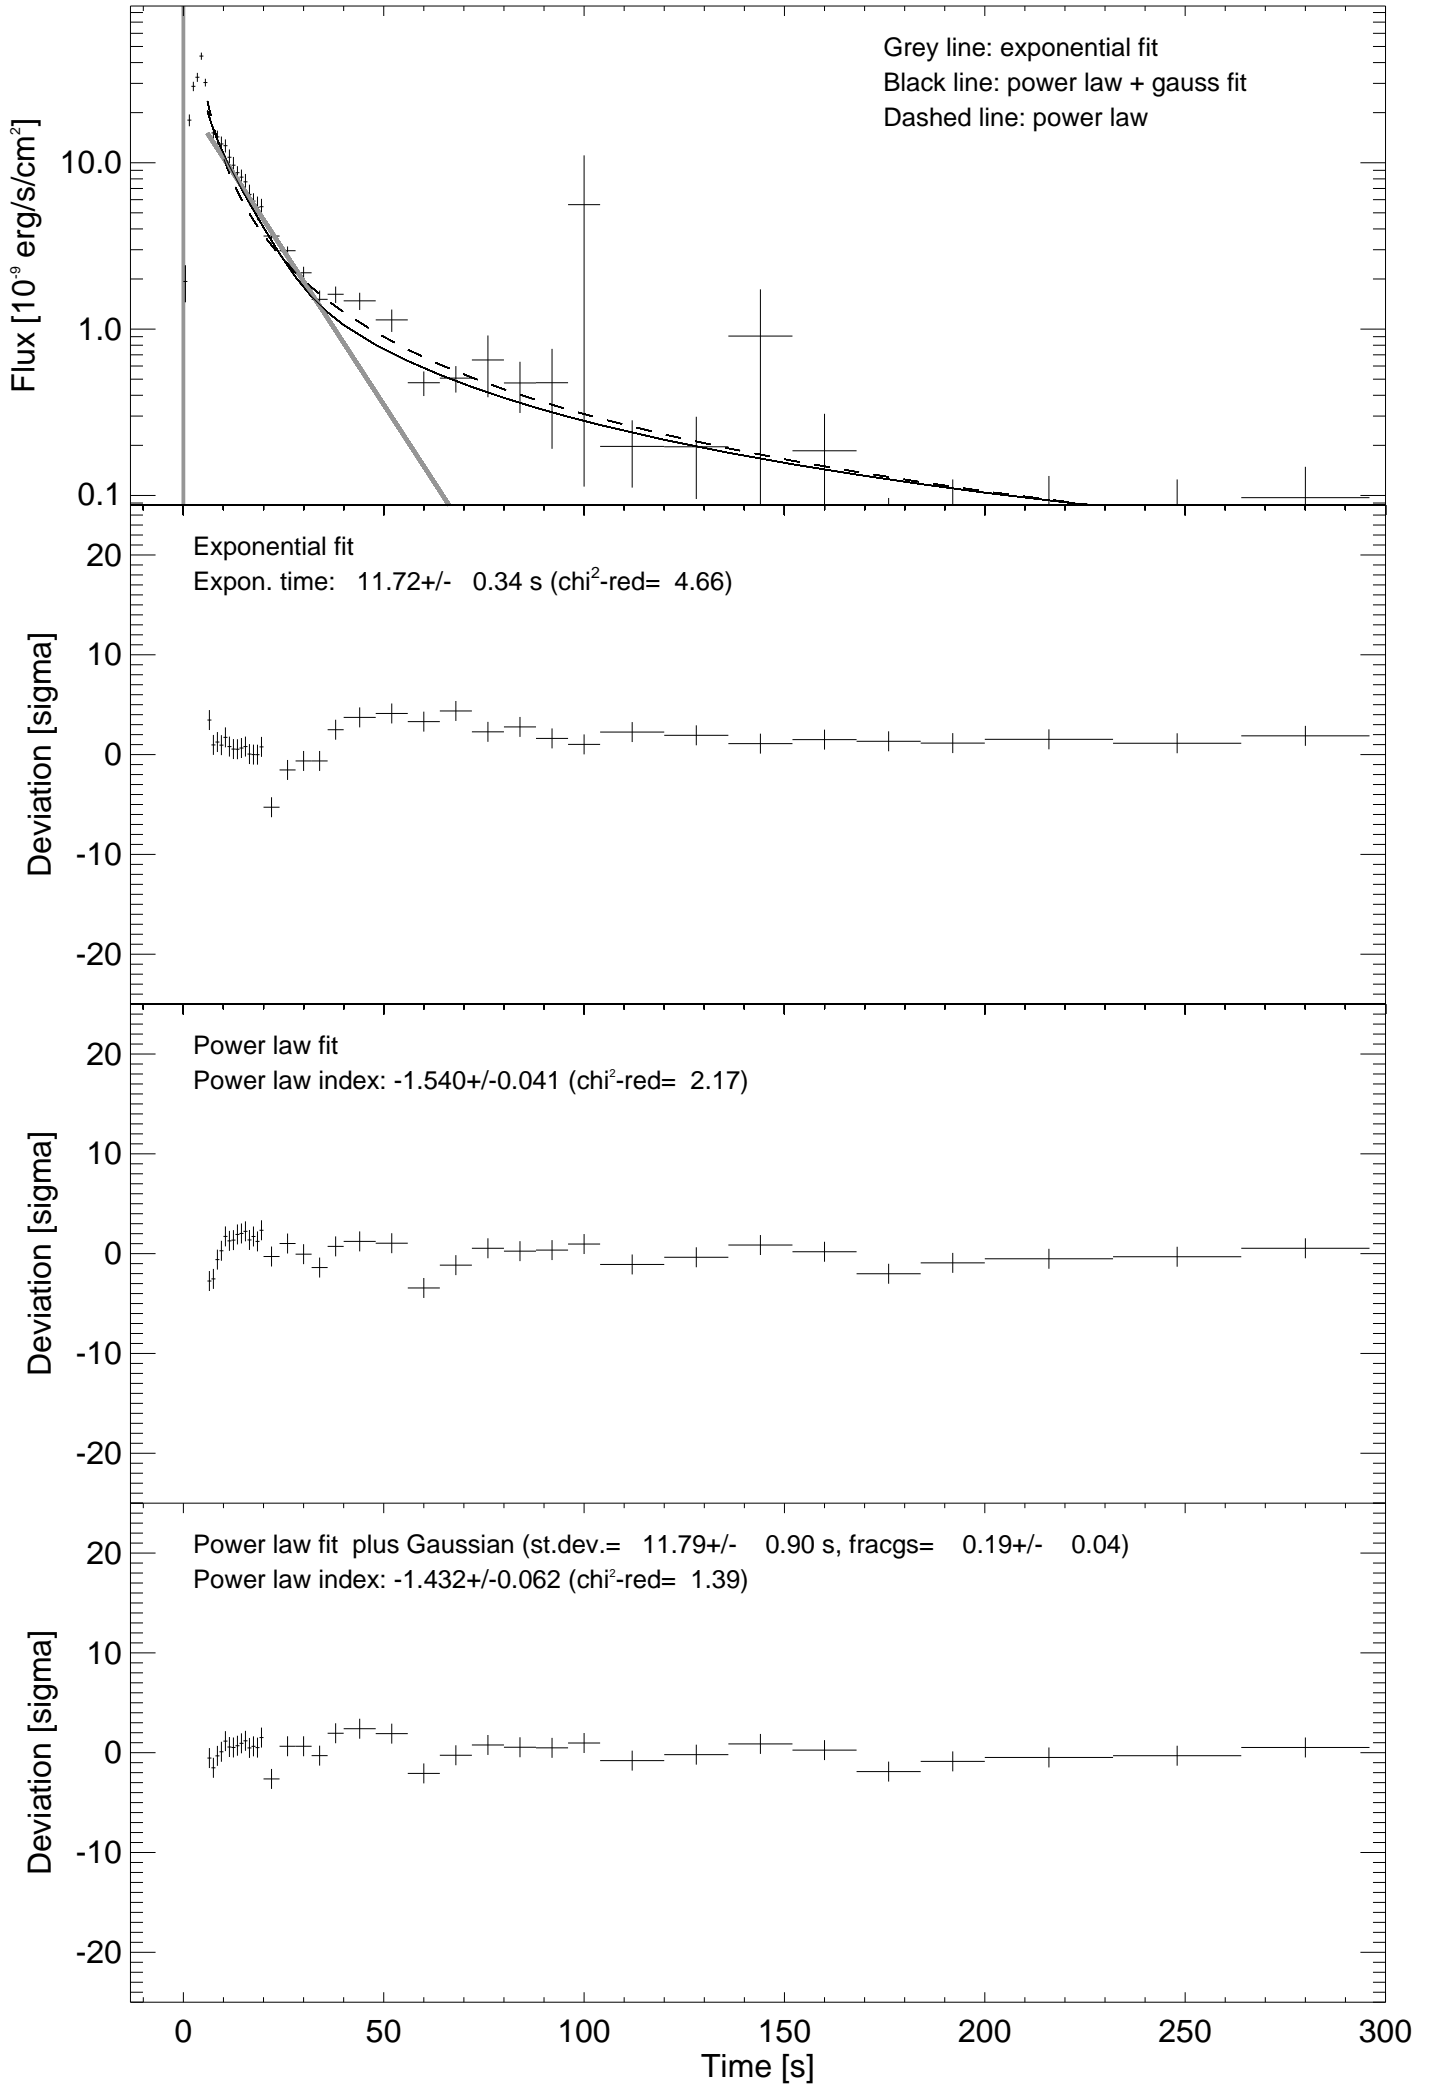 Grey line: exponential fit
Black line: power law + gauss fit
Dashed line: power law
Flux [10⁻⁹ erg/s/cm²]
10.0
1.0
0.1
Exponential fit
Expon. time: 11.72+/- 0.34 s (chi²-red= 4.66)
Deviation [sigma]
20
10
0
-10
-20
Power law fit
Power law index: -1.540+/-0.041 (chi²-red= 2.17)
Deviation [sigma]
20
10
0
-10
-20
Power law fit plus Gaussian (st.dev.= 11.79+/- 0.90 s, fracgs= 0.19+/- 0.04)
Power law index: -1.432+/-0.062 (chi²-red= 1.39)
Deviation [sigma]
20
10
0
-10
-20
0 50 100 150 200 250 300
Time [s]